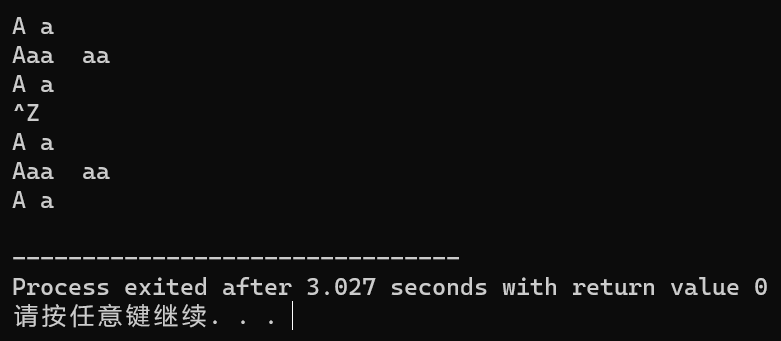 A a
Aaa  aa
A a
^Z
A a
Aaa  aa
A a

--------------------------------
Process exited after 3.027 seconds with return value 0
请按任意键继续. . .